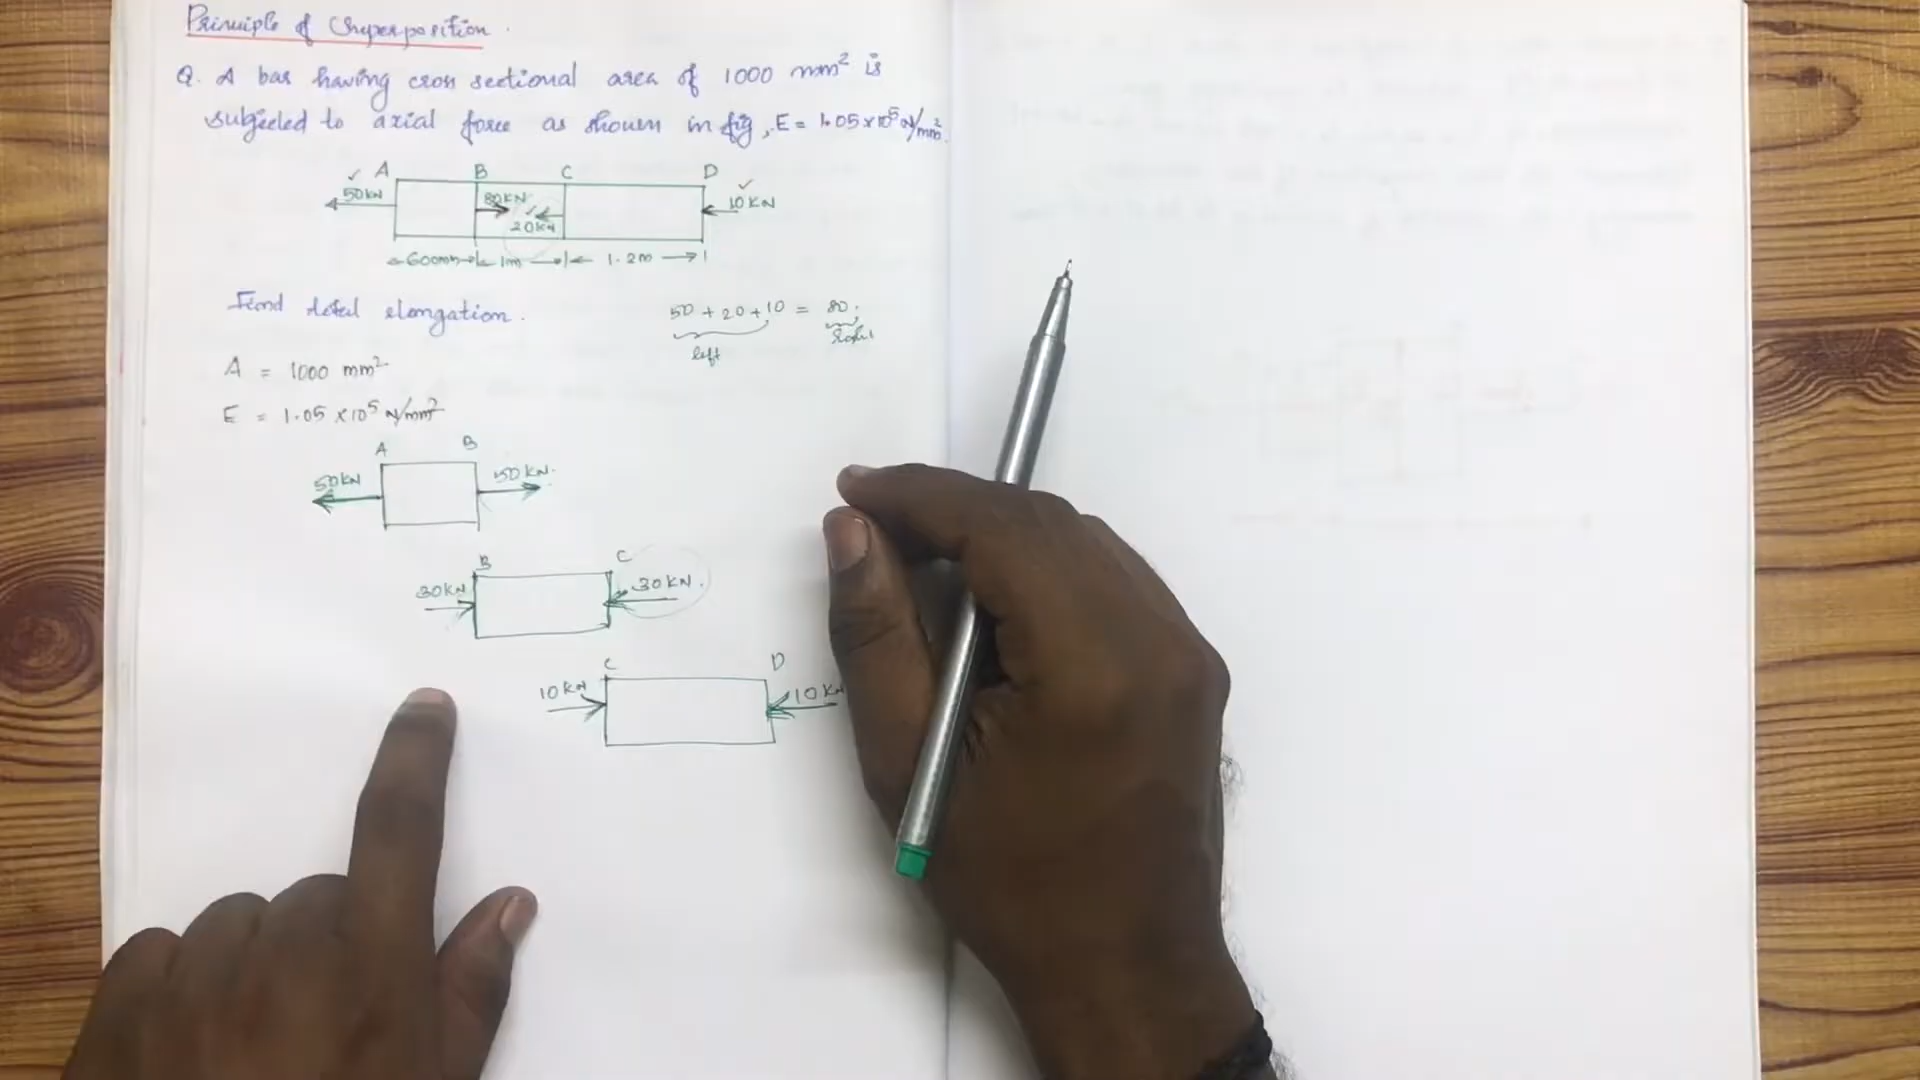 Principle of Superposition.
Q. A bar having cross sectional area of 1000 mm² is
subjected to axial force as shown in fig, E = 1.05 x 10⁵ N/mm².
A B C D
50KN 80KN 10KN
20KN
600mm 1m 1.2m
Find total elongation.
50 + 20 + 10 = 80.
left right
A = 1000 mm²
E = 1.05 x 10⁵ N/mm²
A B
50KN 50KN.
B C
30KN 30KN.
C D
10KN 10KN